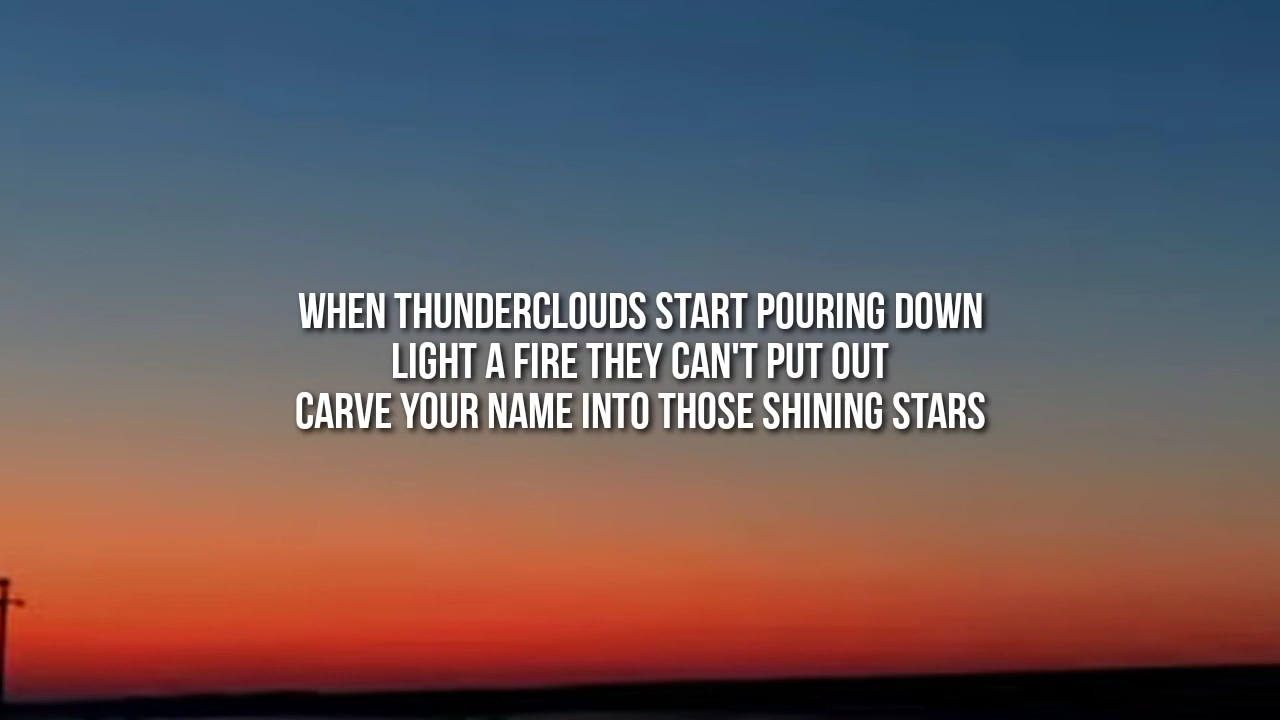 WHEN THUNDERCLOUDS START POURING DOWN
LIGHT A FIRE THEY CAN'T PUT OUT
CARVE YOUR NAME INTO THOSE SHINING STARS